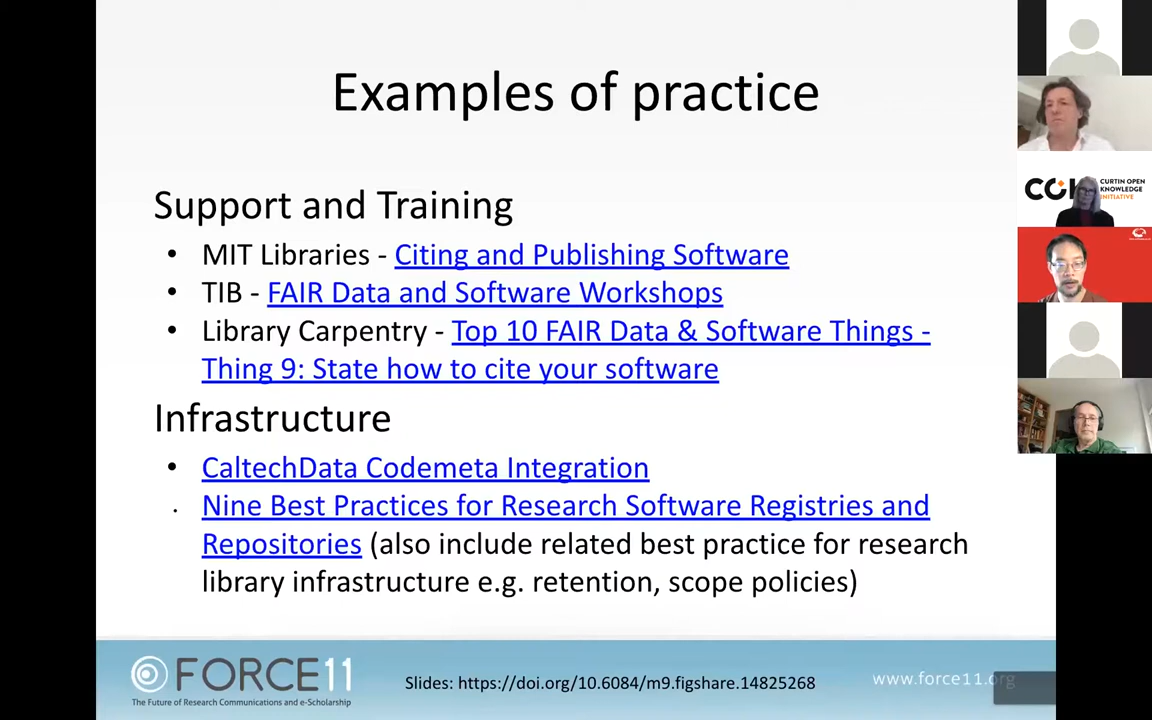 Examples of practice
Support and Training
• MIT Libraries - Citing and Publishing Software
• TIB - FAIR Data and Software Workshops
• Library Carpentry - Top 10 FAIR Data & Software Things -
Thing 9: State how to cite your software
Infrastructure
• CaltechData Codemeta Integration
• Nine Best Practices for Research Software Registries and
Repositories (also include related best practice for research
library infrastructure e.g. retention, scope policies)
FORCE11
The Future of Research Communications and e-Scholarship
Slides: https://doi.org/10.6084/m9.figshare.14825268
www.force11.org
CURTIN OPEN
KNOWLEDGE
INITIATIVE